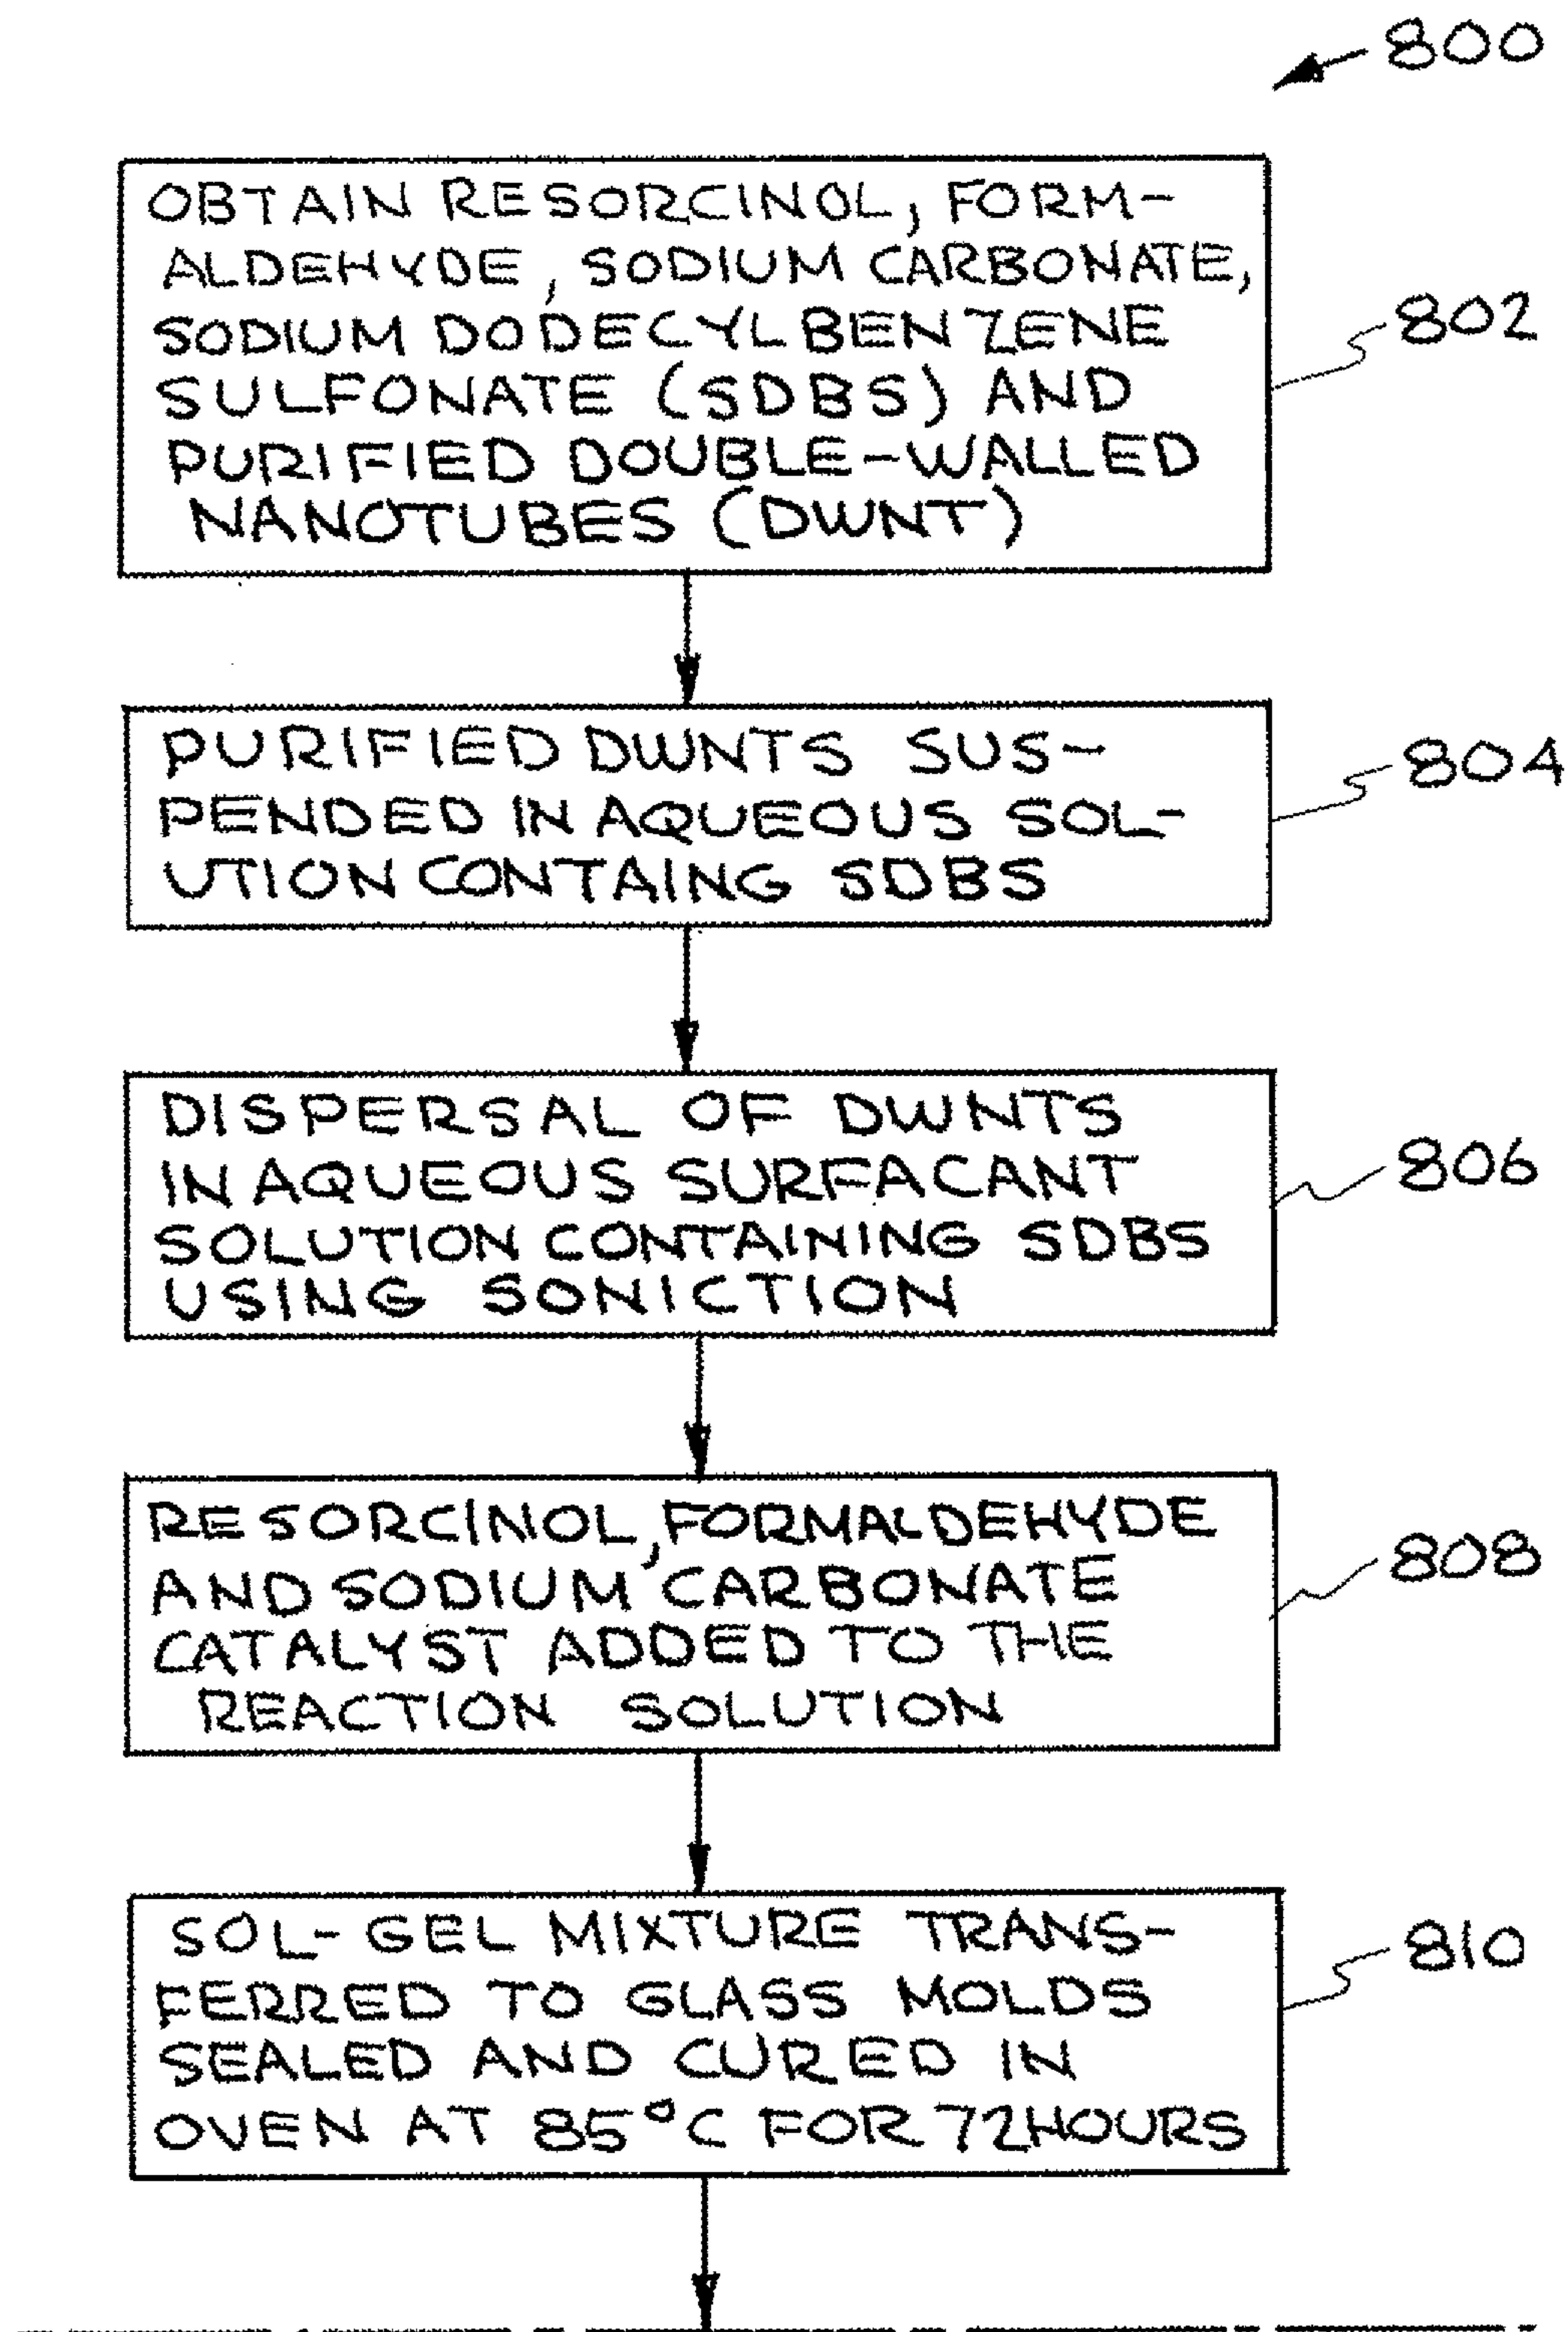 800
OBTAIN RESORCINOL, FORM-
ALDEHYDE, SODIUM CARBONATE,
SODIUM DODECYLBENZENE
SULFONATE (SDBS) AND
PURIFIED DOUBLE-WALLED
NANOTUBES (DWNT)
802
PURIFIED DWNTS SUS-
PENDED IN AQUEOUS SOL-
UTION CONTAING SDBS
804
DISPERSAL OF DWNTS
IN AQUEOUS SURFACANT
SOLUTION CONTAINING SDBS
USING SONICTION
806
RESORCINOL, FORMALDEHYDE
AND SODIUM CARBONATE
CATALYST ADDED TO THE
REACTION SOLUTION
808
SOL-GEL MIXTURE TRANS-
FERRED TO GLASS MOLDS
SEALED AND CURED IN
OVEN AT 85°C FOR 72HOURS
810